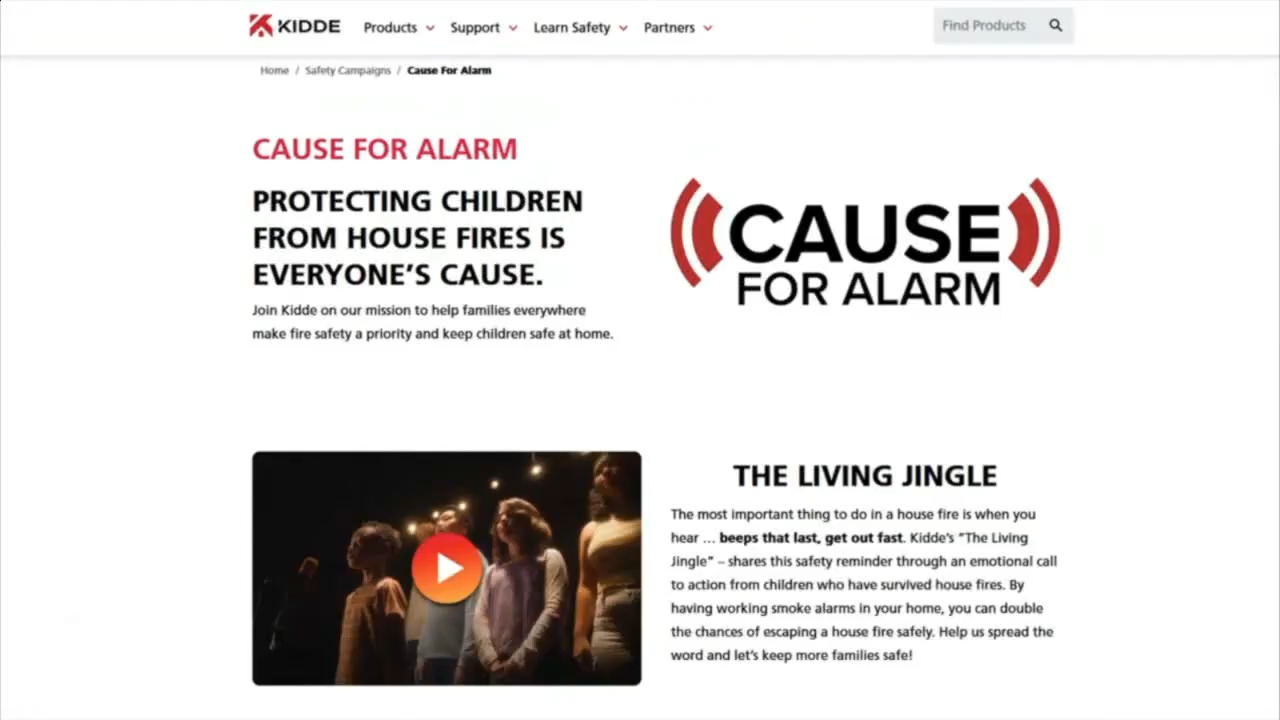 KIDDE Products Support Learn Safety Partners Find Products
Home / Safety Campaigns / Cause For Alarm
CAUSE FOR ALARM
PROTECTING CHILDREN
FROM HOUSE FIRES IS
EVERYONE’S CAUSE.
Join Kidde on our mission to help families everywhere
make fire safety a priority and keep children safe at home.
CAUSE
FOR ALARM
THE LIVING JINGLE
The most important thing to do in a house fire is when you
hear ... beeps that last, get out fast. Kidde’s “The Living
Jingle” – shares this safety reminder through an emotional call
to action from children who have survived house fires. By
having working smoke alarms in your home, you can double
the chances of escaping a house fire safely. Help us spread the
word and let’s keep more families safe!